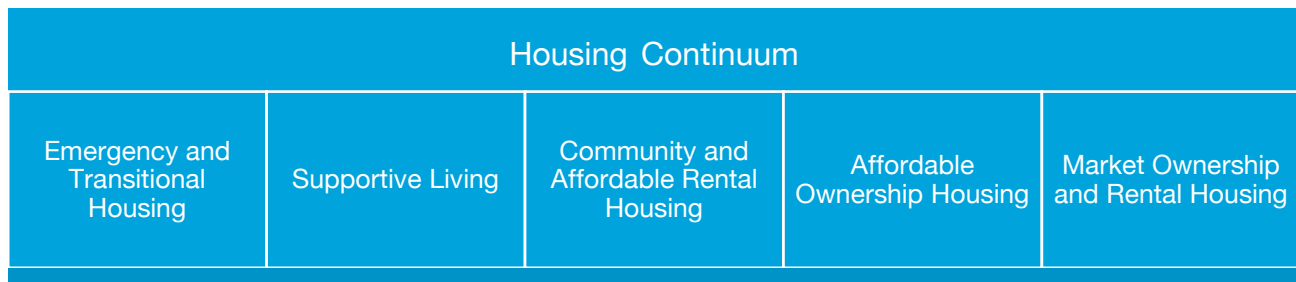 Housing Continuum
Emergency and
Transitional
Housing
Supportive Living
Community and
Affordable Rental
Housing
Affordable
Ownership Housing
Market Ownership
and Rental Housing